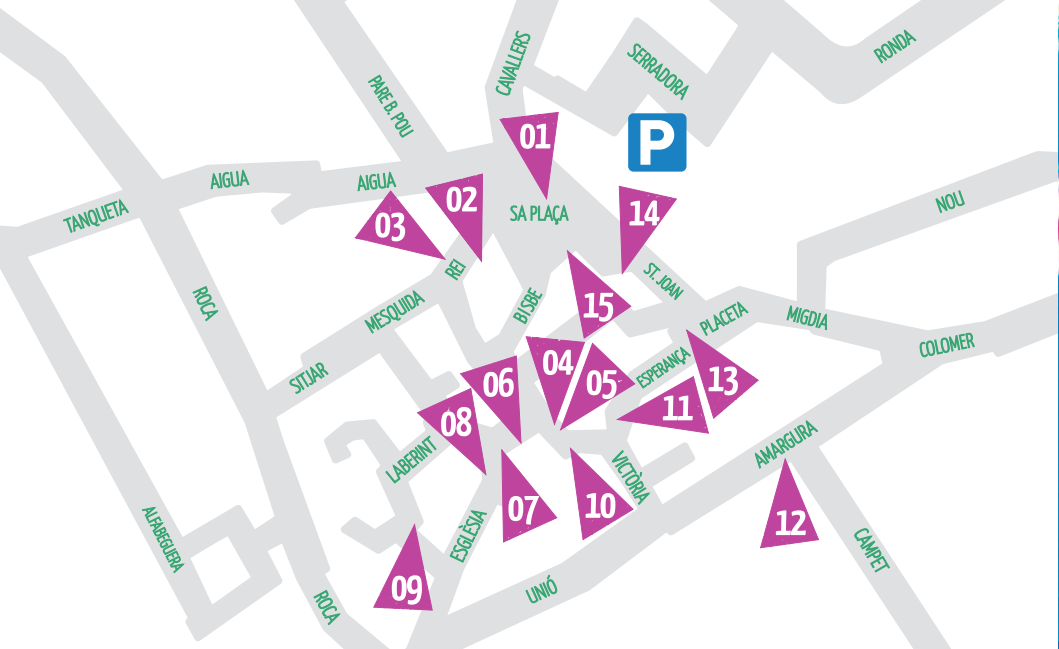 CAVALLERS
RONDA
SERRADORA
PARE B. POU
01
P
AIGUA
AIGUA
TANQUETA
02
03
SA PLAÇA
14
NOU
REI
ST. JOAN
ROCA
MESQUIDA
BISBE
15
PLACETA
MIGDIA
COLOMER
SITJAR
06
04
05
ESPERANÇA
13
08
11
LABERINT
AMARGURA
VICTÒRIA
07
10
12
ALFABEGUERA
ESGLÈSIA
CAMPET
09
UNIÓ
ROCA